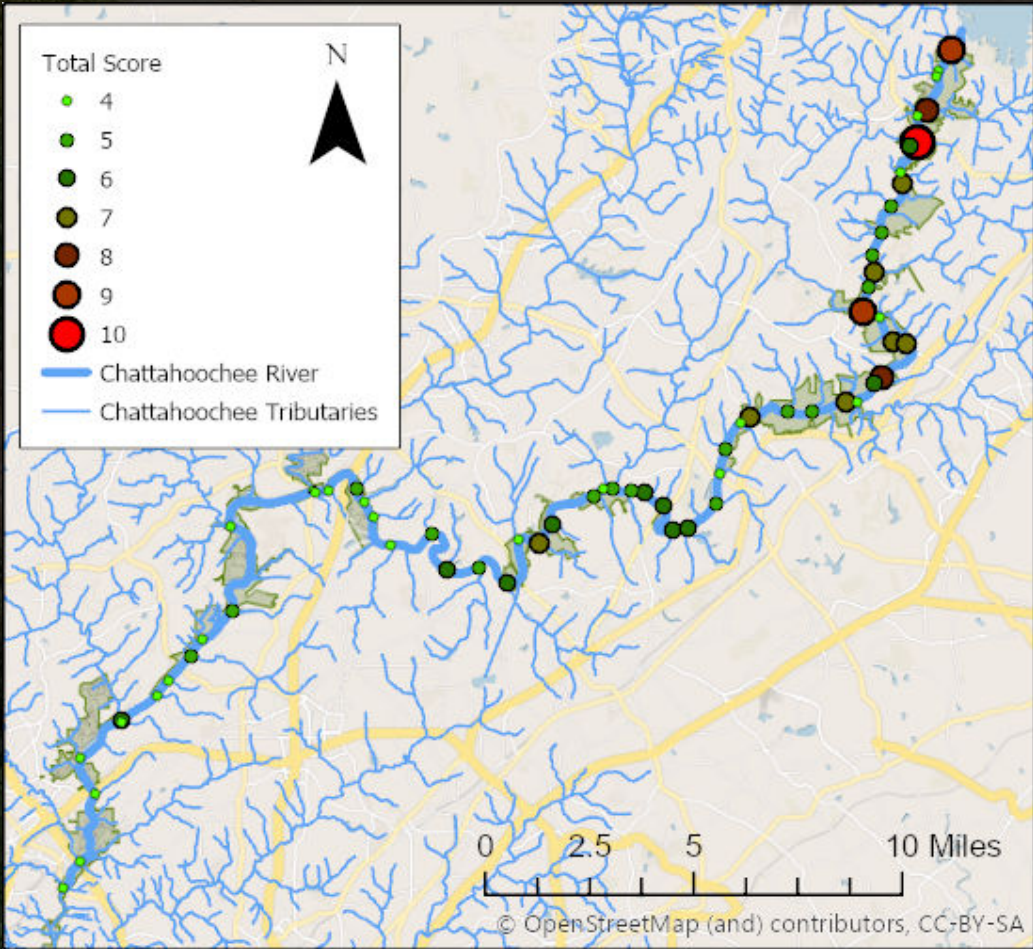 Total Score
N
4
5
6
7
8
9
10
Chattahoochee River
Chattahoochee Tributaries
0 2.5 5 10 Miles
© OpenStreetMap (and) contributors, CC-BY-SA